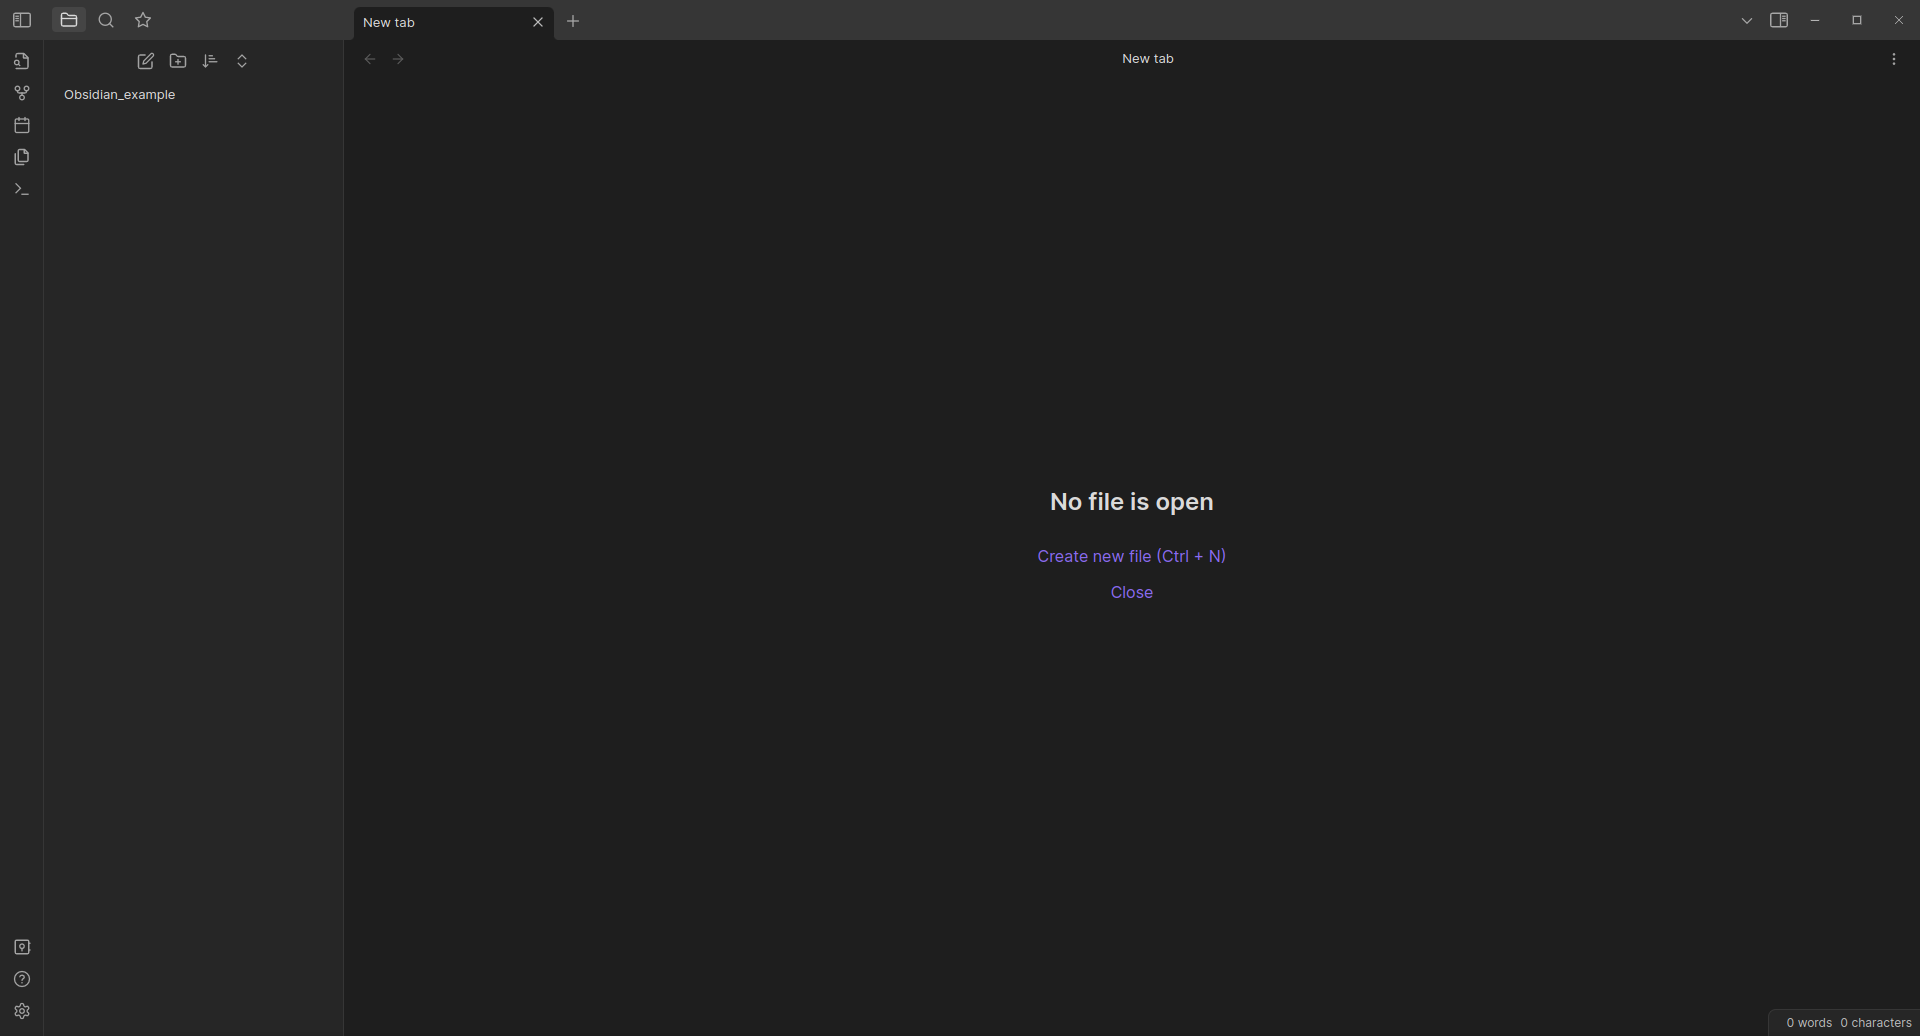 New tab
New tab
Obsidian_example
No file is open
Create new file (Ctrl + N)
Close
0 words 0 characters